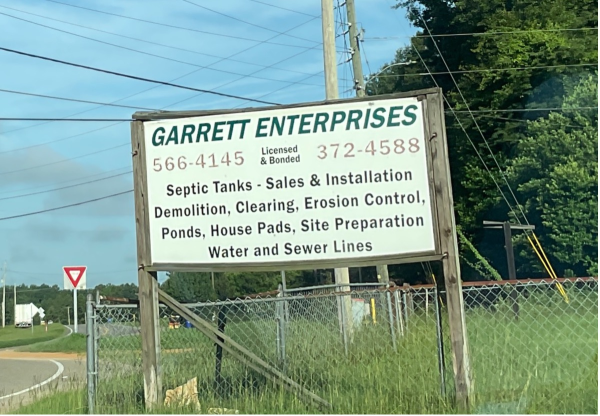 GARRETT ENTERPRISES
566-4145 Licensed & Bonded 372-4588
Septic Tanks - Sales & Installation
Demolition, Clearing, Erosion Control,
Ponds, House Pads, Site Preparation
Water and Sewer Lines